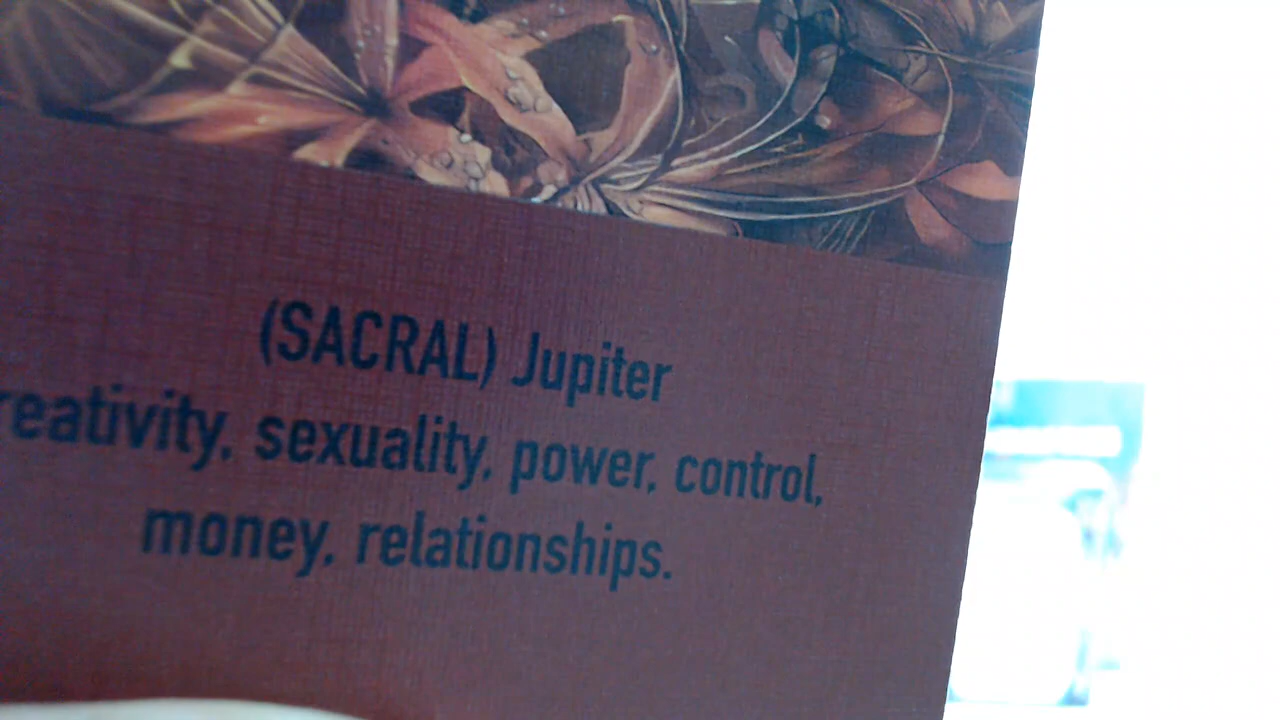 (SACRAL) Jupiter
reativity, sexuality, power, control,
money, relationships.